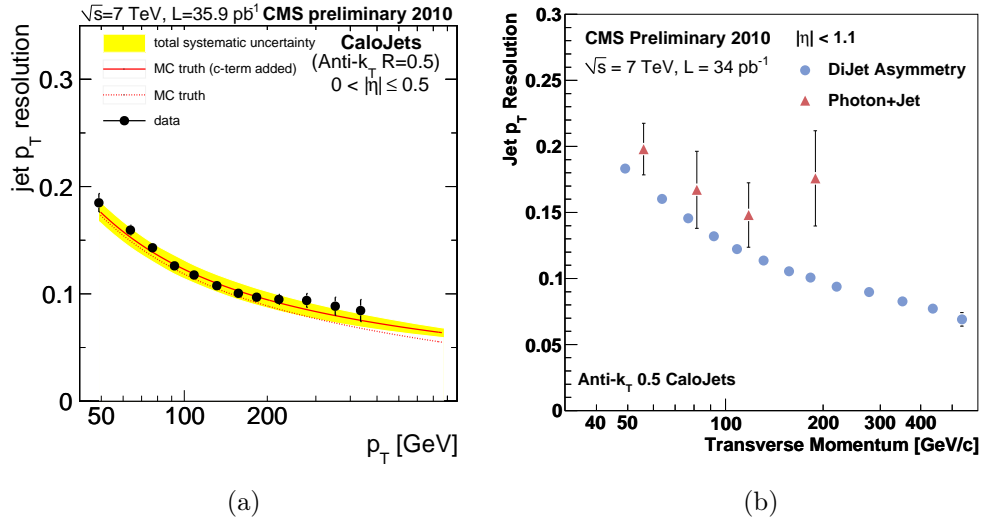 √s=7 TeV, L=35.9 pb⁻¹ CMS preliminary 2010
total systematic uncertainty
MC truth (c-term added)
MC truth
data
CaloJets
(Anti-k_T R=0.5)
0 < |η| ≤ 0.5
jet p_T resolution
0.3
0.2
0.1
0
50 100 200
p_T [GeV]
(a)
CMS Preliminary 2010
√s = 7 TeV, L = 34 pb⁻¹
|η| < 1.1
DiJet Asymmetry
Photon+Jet
Jet p_T Resolution
0.3
0.25
0.2
0.15
0.1
0.05
0
Anti-k_T 0.5 CaloJets
40 50 100 200 300 400
Transverse Momentum [GeV/c]
(b)